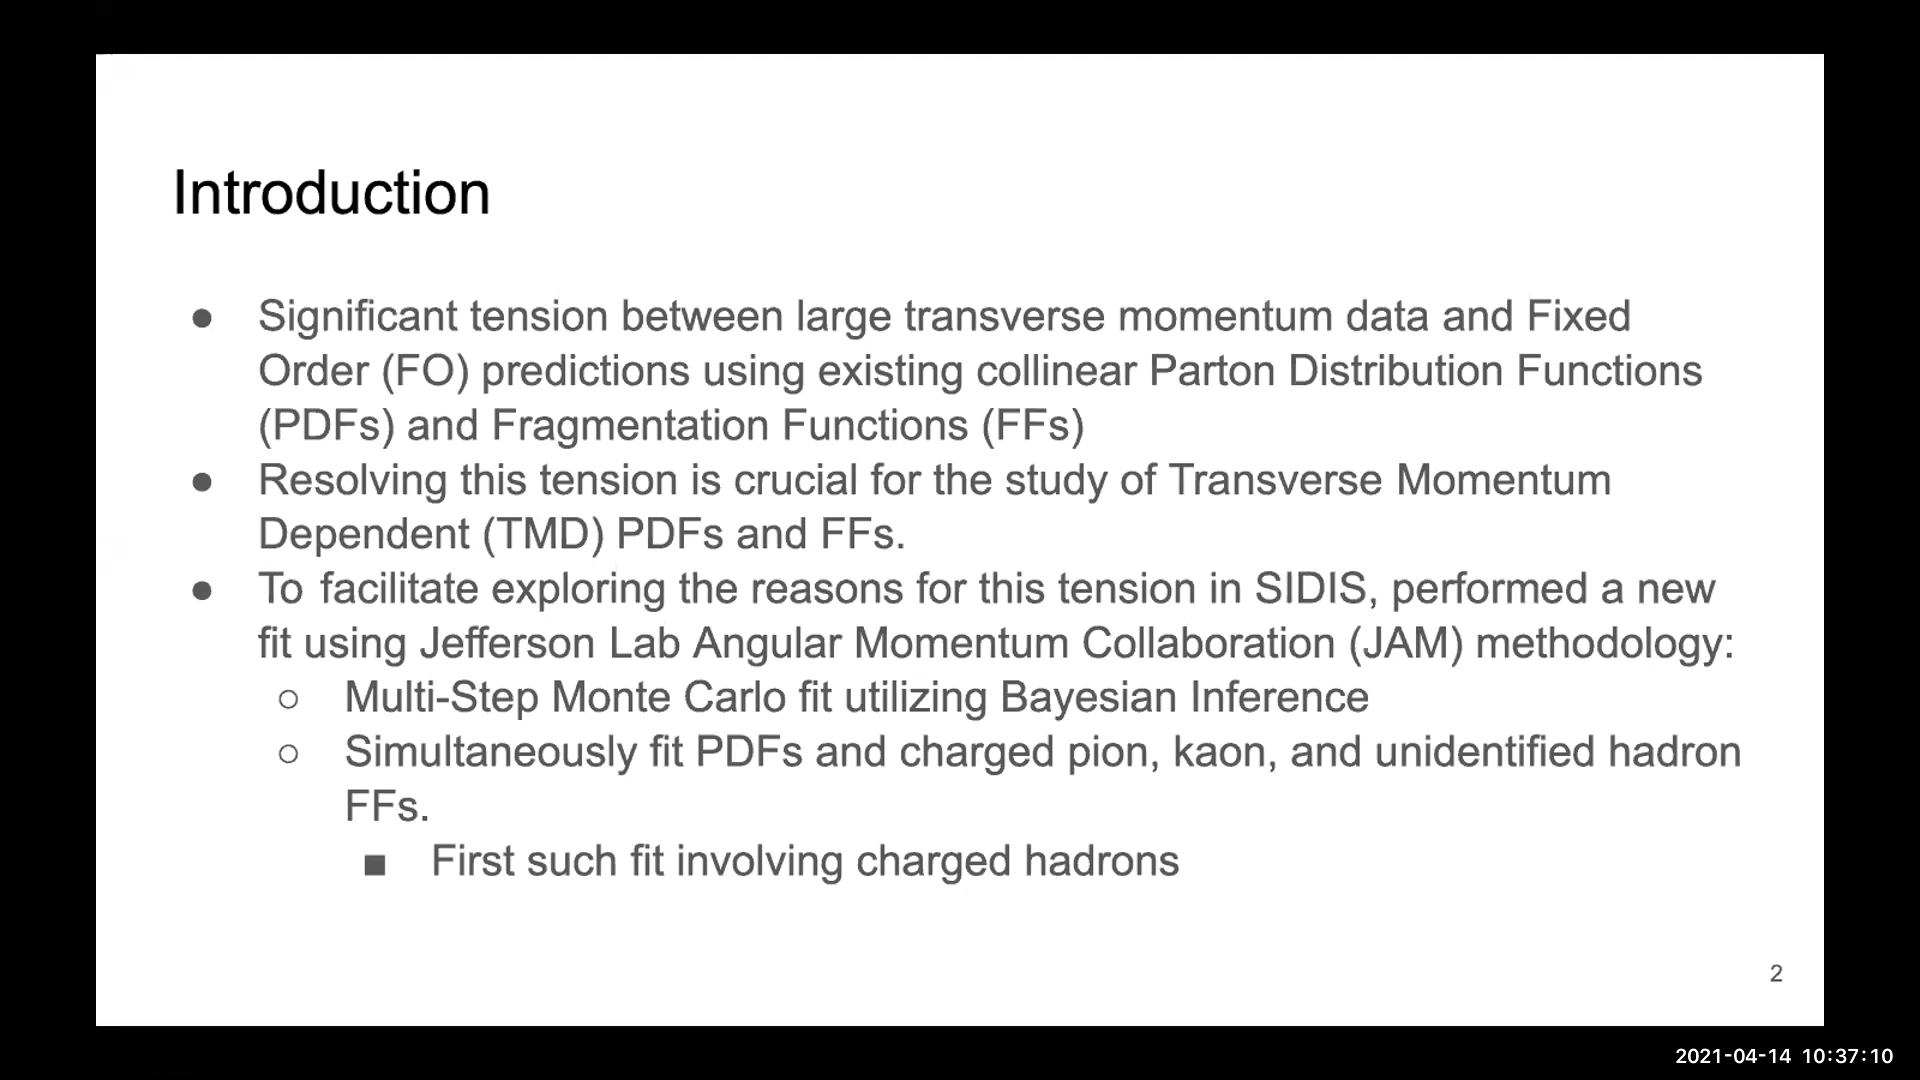 Introduction
● Significant tension between large transverse momentum data and Fixed
Order (FO) predictions using existing collinear Parton Distribution Functions
(PDFs) and Fragmentation Functions (FFs)
● Resolving this tension is crucial for the study of Transverse Momentum
Dependent (TMD) PDFs and FFs.
● To facilitate exploring the reasons for this tension in SIDIS, performed a new
fit using Jefferson Lab Angular Momentum Collaboration (JAM) methodology:
○ Multi-Step Monte Carlo fit utilizing Bayesian Inference
○ Simultaneously fit PDFs and charged pion, kaon, and unidentified hadron
FFs.
■ First such fit involving charged hadrons
2
2021-04-14 10:37:10